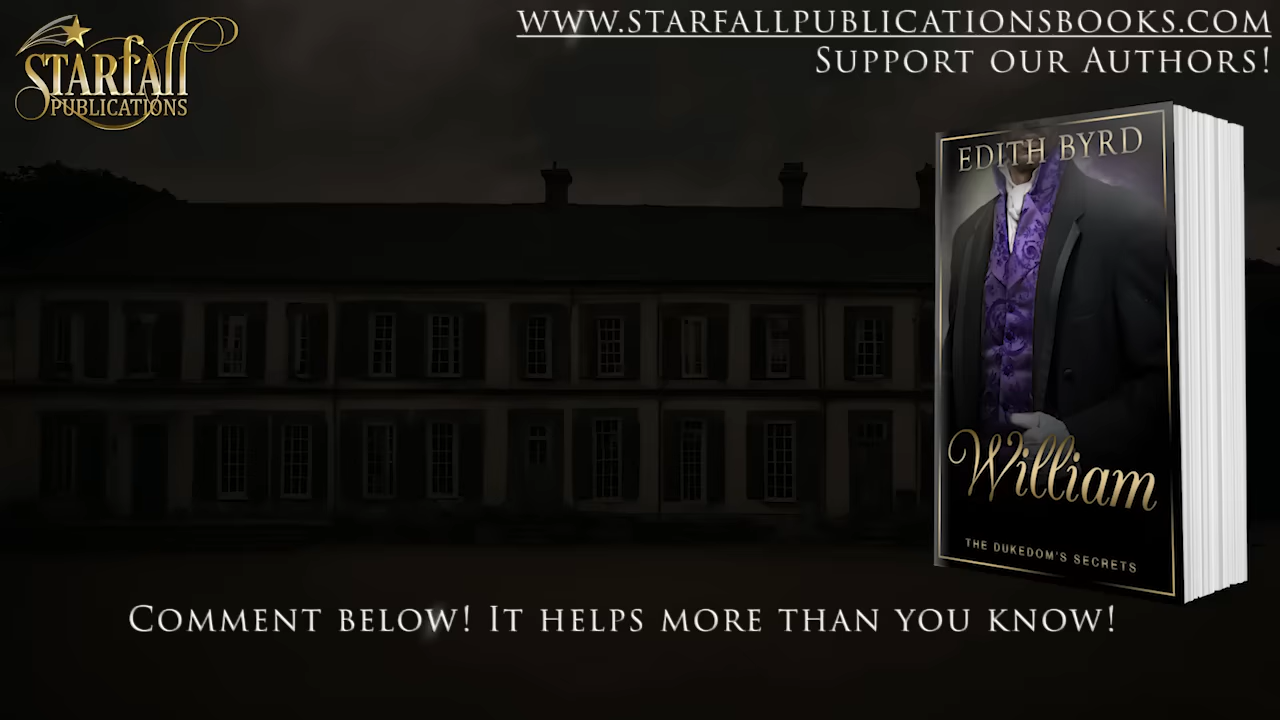 STARfall
PUBLICATIONS
WWW.STARFALLPUBLICATIONSBOOKS.COM
SUPPORT OUR AUTHORS!
EDITH BYRD
William
THE DUKEDOM'S SECRETS
COMMENT BELOW! IT HELPS MORE THAN YOU KNOW!